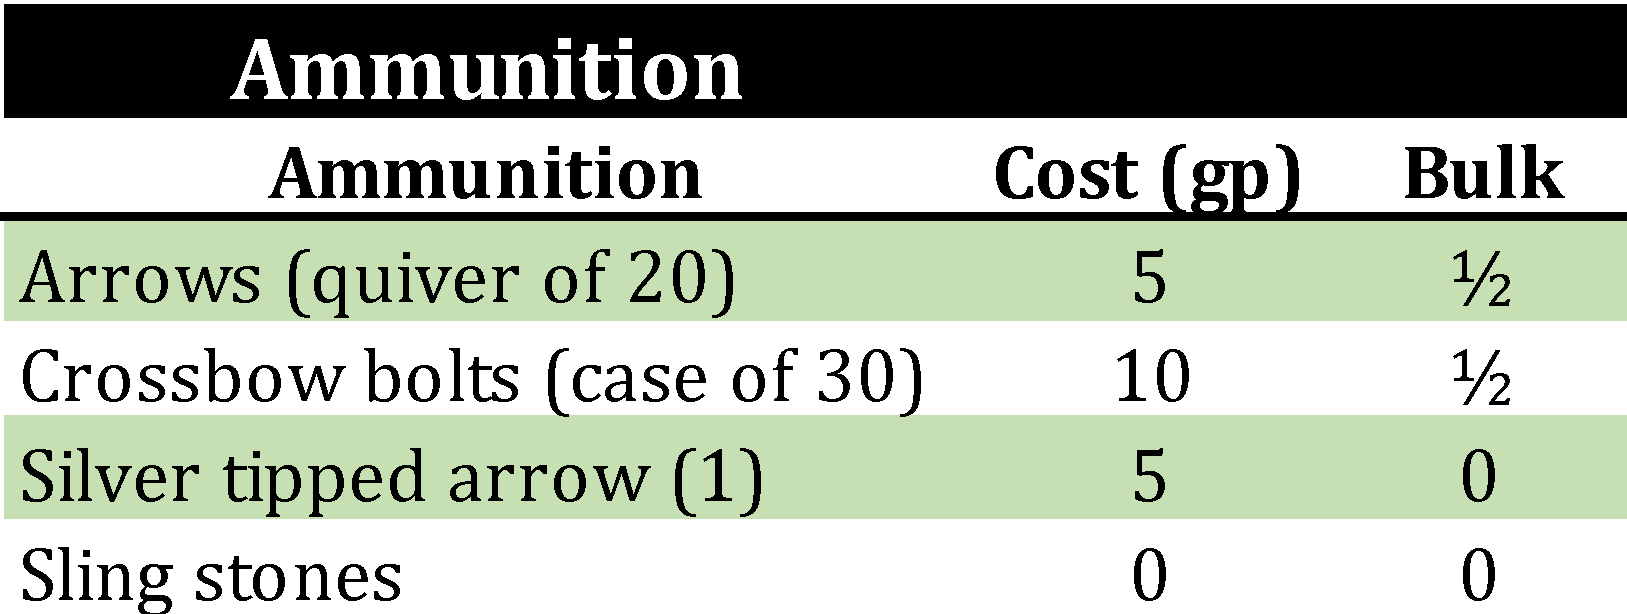 Ammunition
Ammunition Cost (gp) Bulk
Arrows (quiver of 20) 5 ½
Crossbow bolts (case of 30) 10 ½
Silver tipped arrow (1) 5 0
Sling stones 0 0